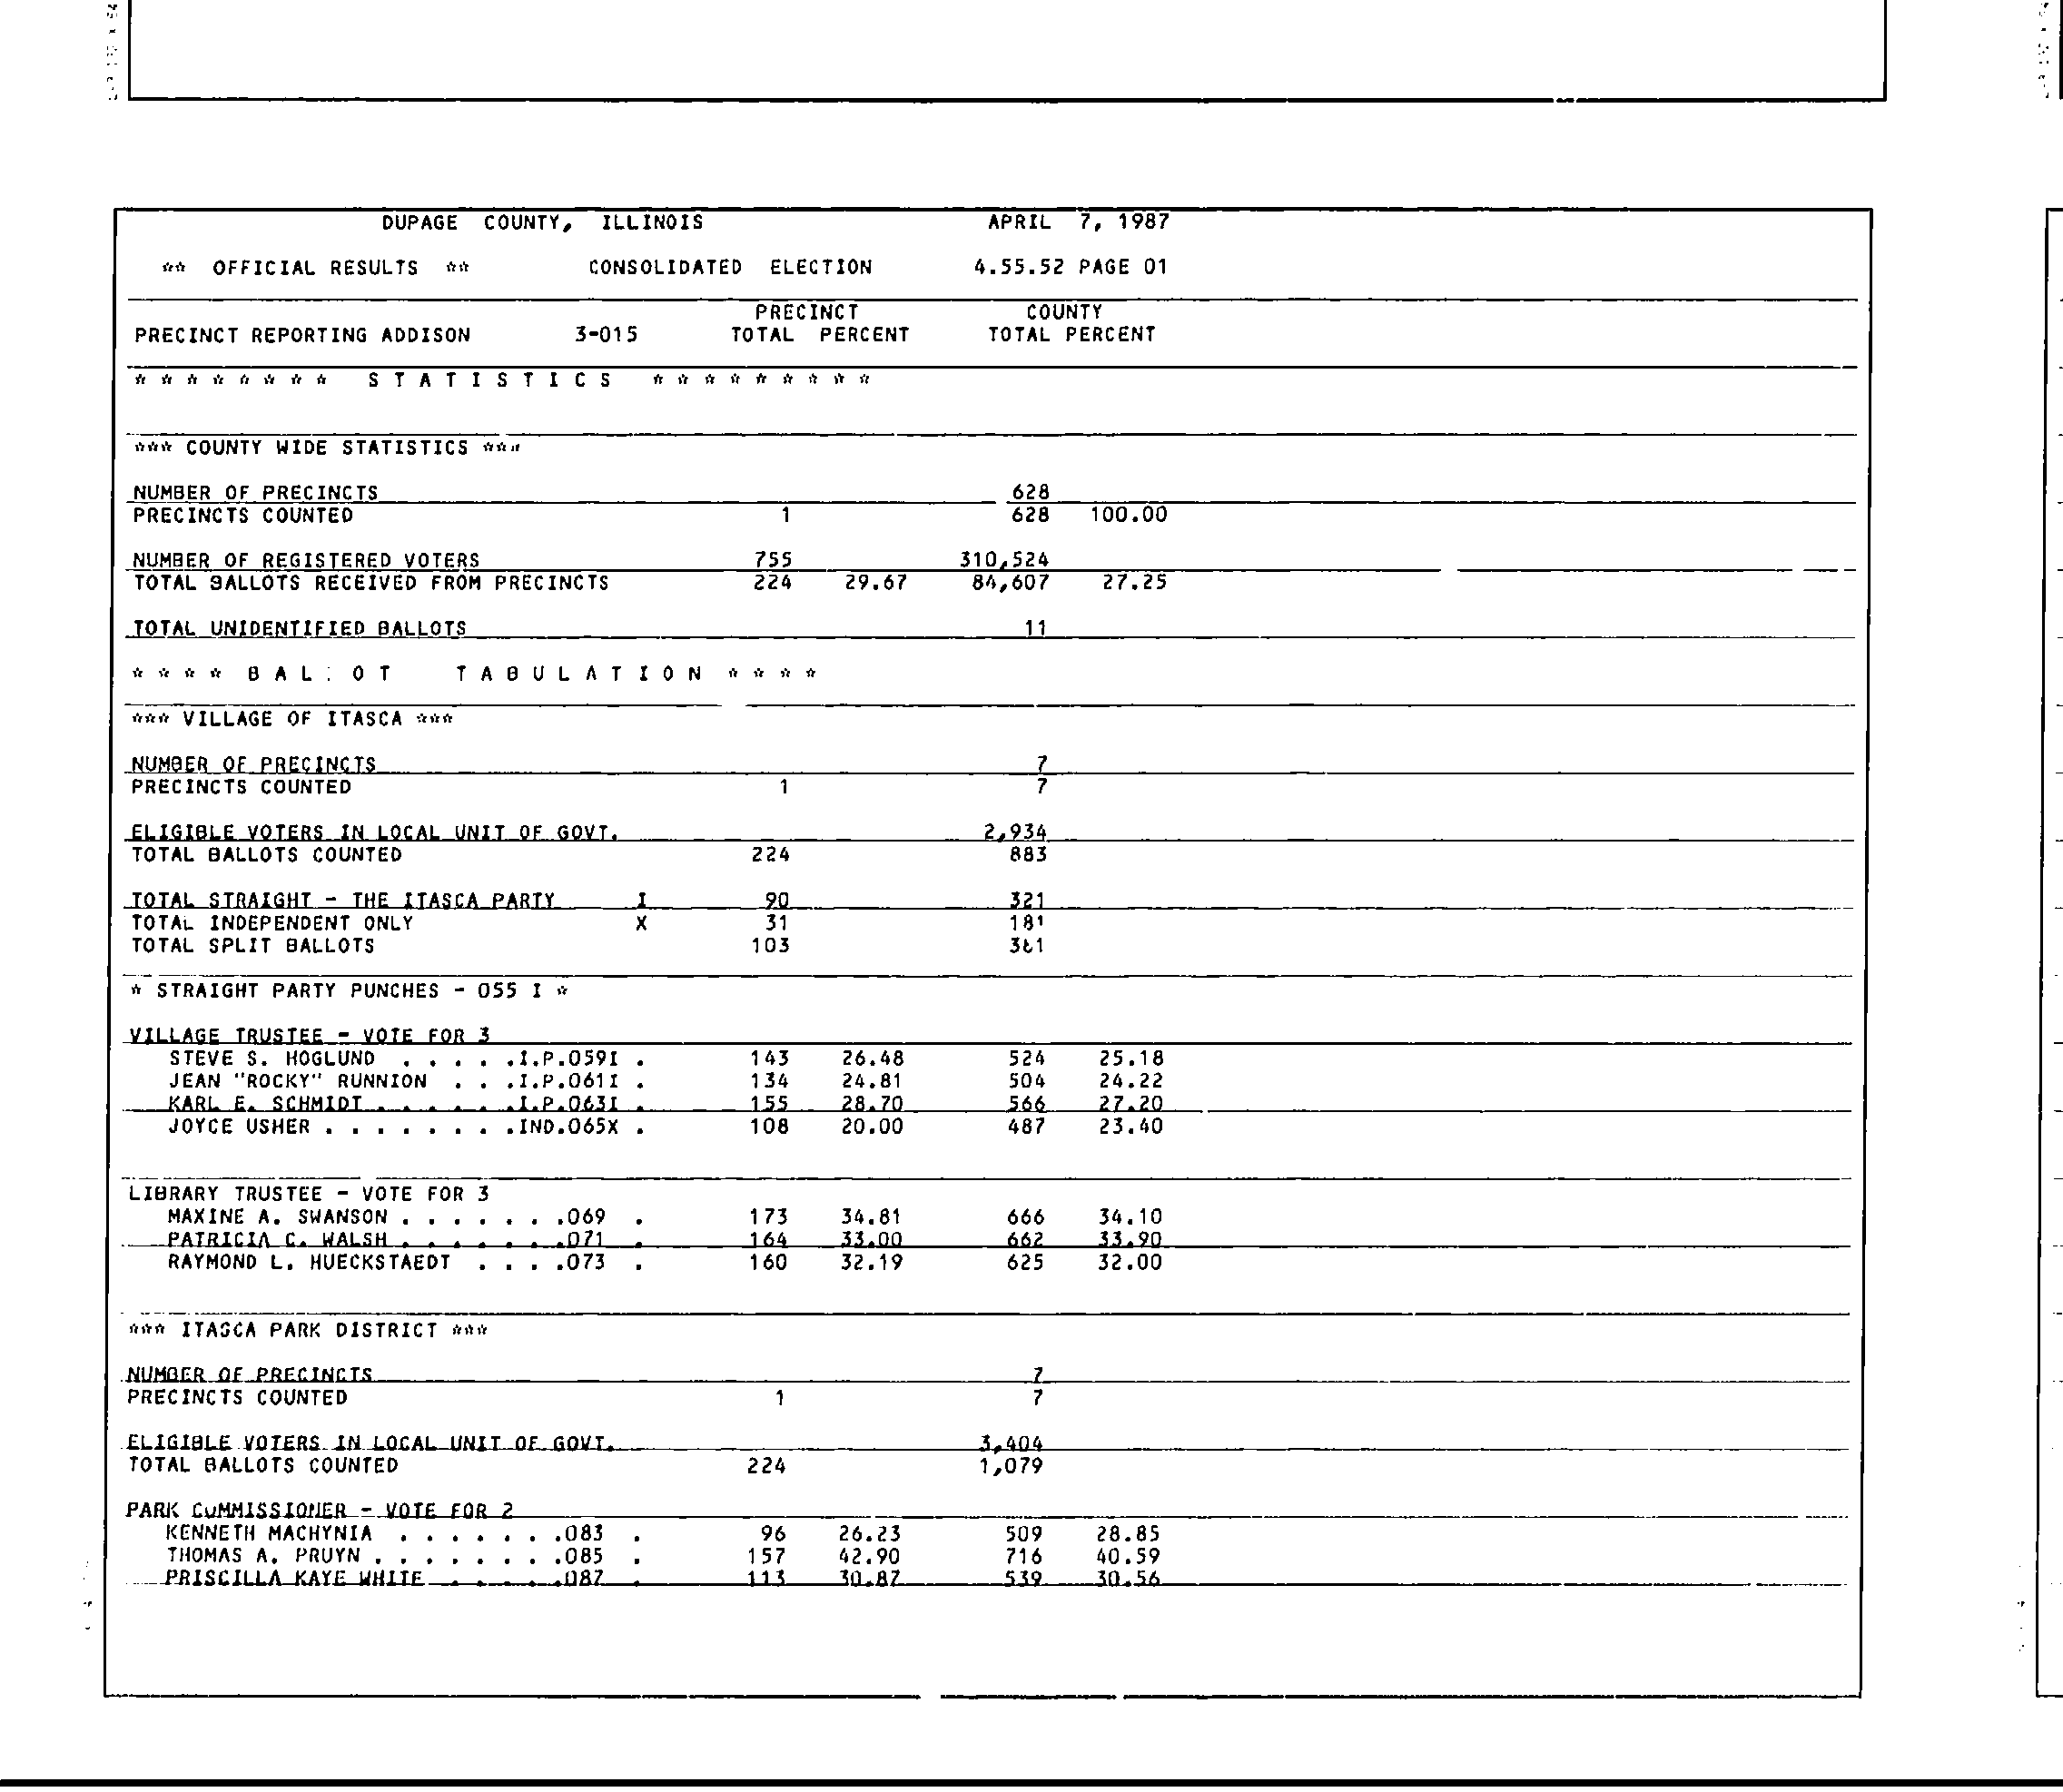 DUPAGE COUNTY, ILLINOIS APRIL 7, 1987
** OFFICIAL RESULTS ** CONSOLIDATED ELECTION 4.55.52 PAGE 01
PRECINCT COUNTY
PRECINCT REPORTING ADDISON 3-015 TOTAL PERCENT TOTAL PERCENT
* * * * * * * * S T A T I S T I C S * * * * * * * * *
*** COUNTY WIDE STATISTICS ***
NUMBER OF PRECINCTS 628
PRECINCTS COUNTED 1 628 100.00
NUMBER OF REGISTERED VOTERS 755 310,524
TOTAL BALLOTS RECEIVED FROM PRECINCTS 224 29.67 84,607 27.25
TOTAL UNIDENTIFIED BALLOTS 11
* * * * B A L L O T T A B U L A T I O N * * * *
*** VILLAGE OF ITASCA ***
NUMBER OF PRECINCTS 7
PRECINCTS COUNTED 1 7
ELIGIBLE VOTERS IN LOCAL UNIT OF GOVT. 2,934
TOTAL BALLOTS COUNTED 224 883
TOTAL STRAIGHT - THE ITASCA PARTY I 90 321
TOTAL INDEPENDENT ONLY X 31 181
TOTAL SPLIT BALLOTS 103
* STRAIGHT PARTY PUNCHES - 055 I *
VILLAGE TRUSTEE - VOTE FOR 3
STEVE S. HOGLUND . . . . .I.P.059I . 143 26.48 524 25.18
JEAN "ROCKY" RUNNION . . .I.P.061I . 134 24.81 504 24.22
KARL E. SCHMIDT . . . . . .I.P.063I . 155 28.70 566 27.20
JOYCE USHER . . . . . . . .IND.065X . 108 20.00 487 23.40
LIBRARY TRUSTEE - VOTE FOR 3
MAXINE A. SWANSON . . . . . . .069 . 173 34.81 666 34.10
PATRICIA C. WALSH . . . . . . .071 . 164 33.00 662 33.90
RAYMOND L. HUECKSTAEDT . . . .073 . 160 32.19 625 32.00
*** ITASCA PARK DISTRICT ***
NUMBER OF PRECINCTS 7
PRECINCTS COUNTED 1 7
ELIGIBLE VOTERS IN LOCAL UNIT OF GOVT. 3,404
TOTAL BALLOTS COUNTED 224 1,079
PARK COMMISSIONER - VOTE FOR 2
KENNETH MACHYNIA . . . . . . .083 . 96 26.23 509 28.85
THOMAS A. PRUYN . . . . . . . .085 . 157 42.90 716 40.59
PRISCILLA KAYE WHITE . . . . .087 . 113 30.87 539 30.56